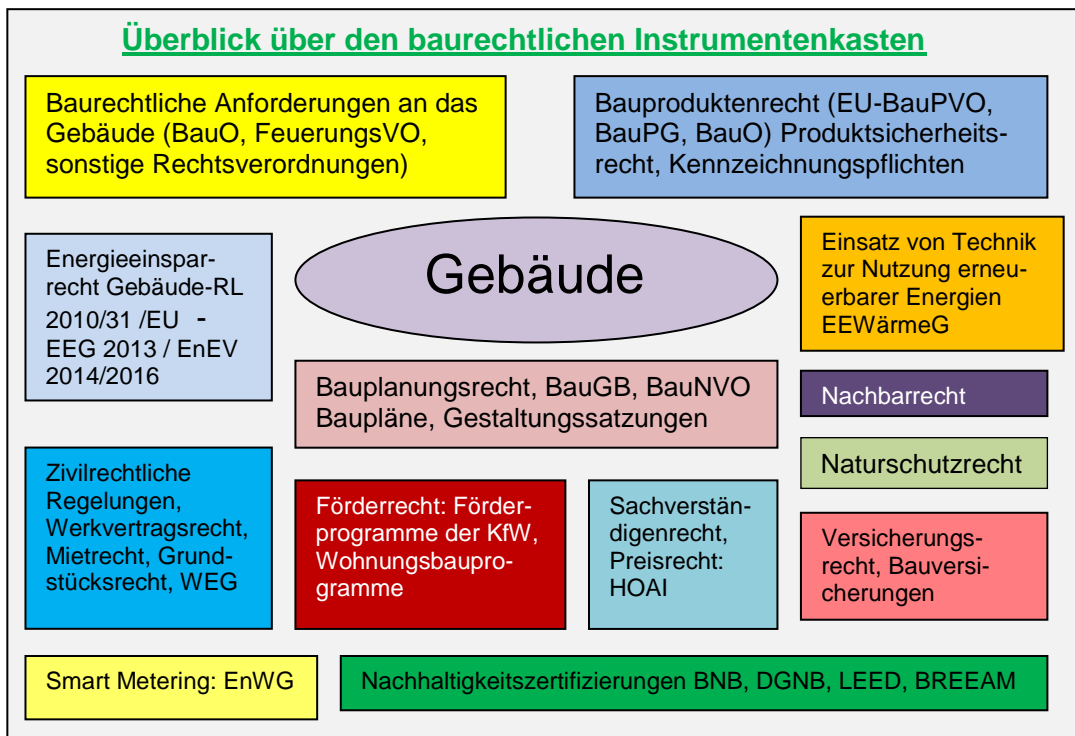 Überblick über den baurechtlichen Instrumentenkasten
Baurechtliche Anforderungen an das
Gebäude (BauO, FeuerungsVO,
sonstige Rechtsverordnungen)
Bauproduktenrecht (EU-BauPVO,
BauPG, BauO) Produktsicherheits-
recht, Kennzeichnungspflichten
Energieeinspar-
recht Gebäude-RL
2010/31 /EU -
EEG 2013 / EnEV
2014/2016
Gebäude
Einsatz von Technik
zur Nutzung erneu-
erbarer Energien
EEWärmeG
Bauplanungsrecht, BauGB, BauNVO
Baupläne, Gestaltungssatzungen
Nachbarrecht
Naturschutzrecht
Zivilrechtliche
Regelungen,
Werkvertragsrecht,
Mietrecht, Grund-
stücksrecht, WEG
Förderrecht: Förder-
programme der KfW,
Wohnungsbaupro-
gramme
Sachverstän-
digenrecht,
Preisrecht:
HOAI
Versicherungs-
recht, Bauversi-
cherungen
Smart Metering: EnWG
Nachhaltigkeitszertifizierungen BNB, DGNB, LEED, BREEAM